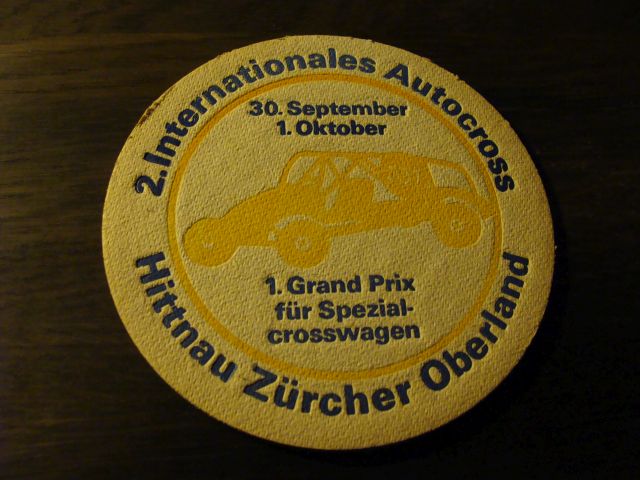 2. Internationales Autocross
30. September
1. Oktober
1. Grand Prix
für Spezial-
crosswagen
Hittnau Zürcher Oberland